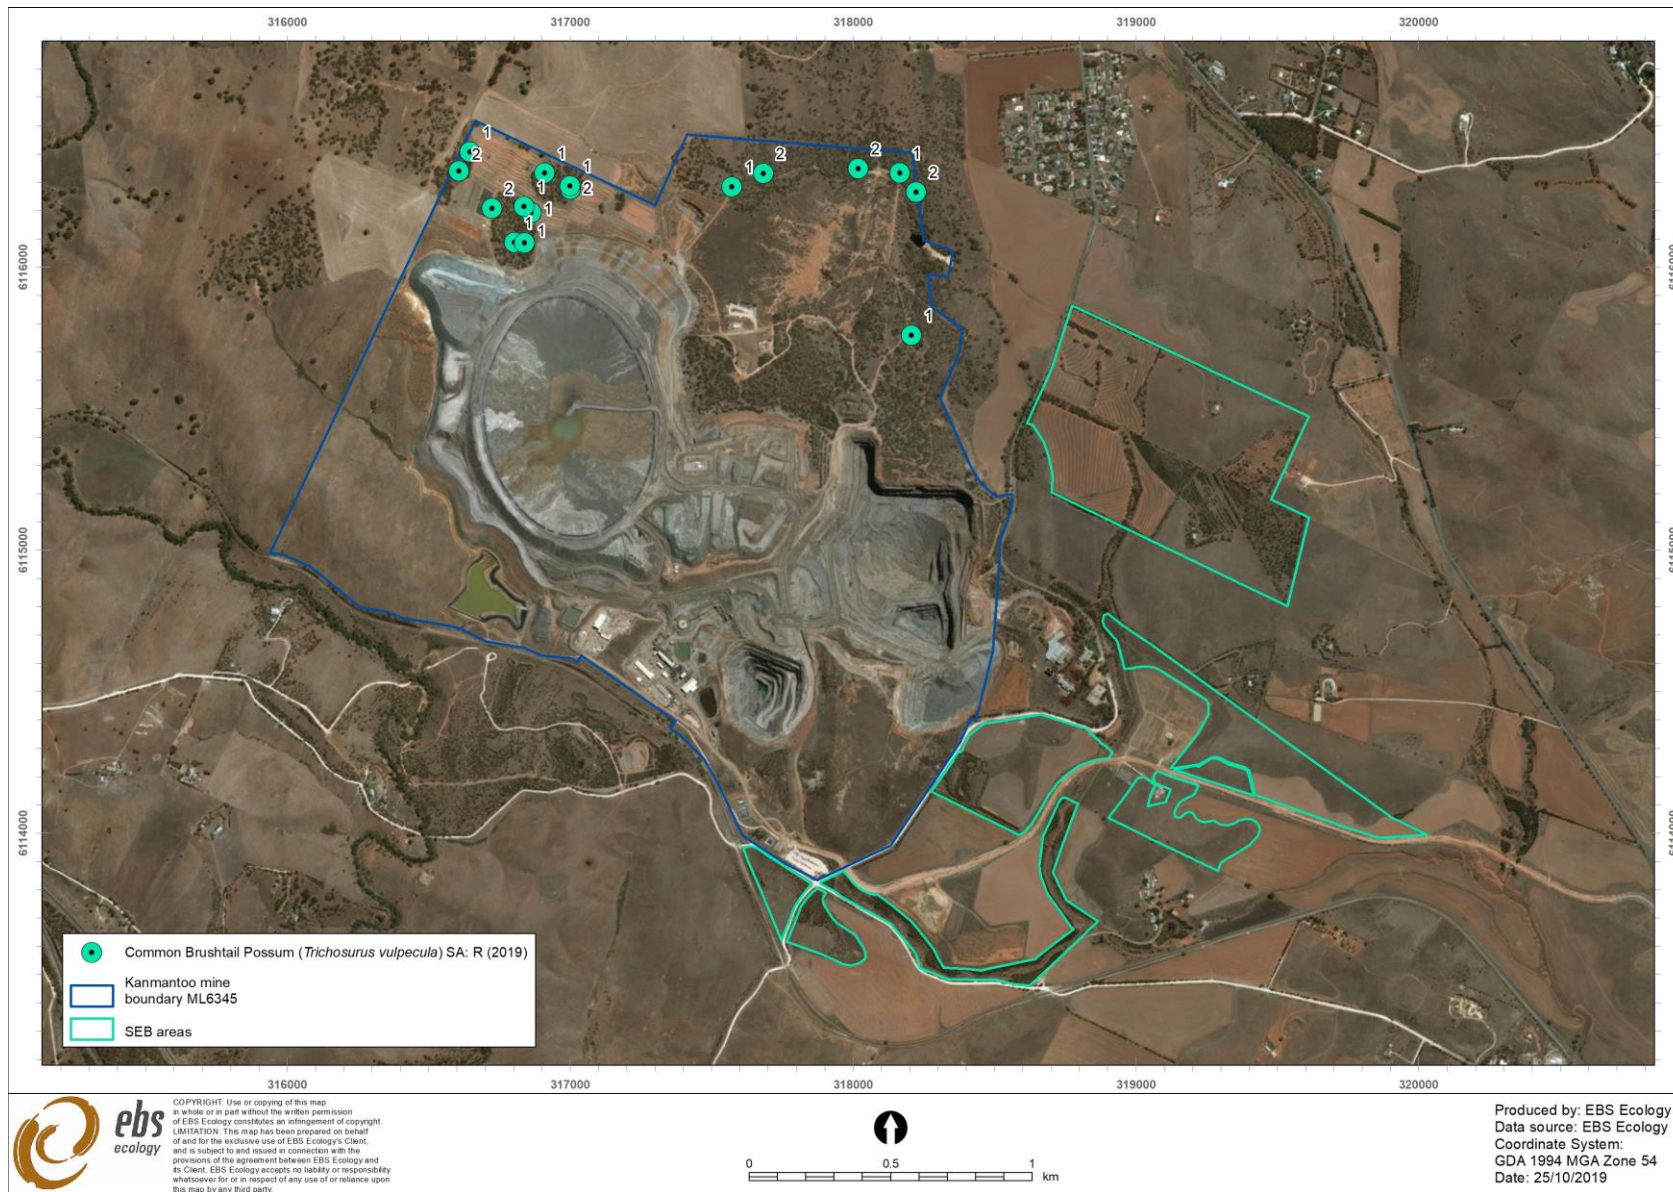 316000 317000 318000 319000 320000
1
2
1
1
1
2
2
1
1
1
1
2
2
1
2
1
6116000
6116000
6115000
6115000
6114000
6114000
Common Brushtail Possum (Trichosurus vulpecula) SA: R (2019)
Kanmantoo mine
boundary ML6345
SEB areas
316000 317000 318000 319000 320000
ebs
ecology
COPYRIGHT: Use or copying of this map
in whole or in part without the written permission
of EBS Ecology constitutes an infringement of copyright.
LIMITATION: This map has been prepared on behalf
of and for the exclusive use of EBS Ecology's Client,
and is subject to and issued in connection with the
provisions of the agreement between EBS Ecology and
its Client. EBS Ecology accepts no liability or responsibility
whatsoever for or in respect of any use of or reliance upon
this map by any third party.
0 0.5 1
km
Produced by: EBS Ecology
Data source: EBS Ecology
Coordinate System:
GDA 1994 MGA Zone 54
Date: 25/10/2019